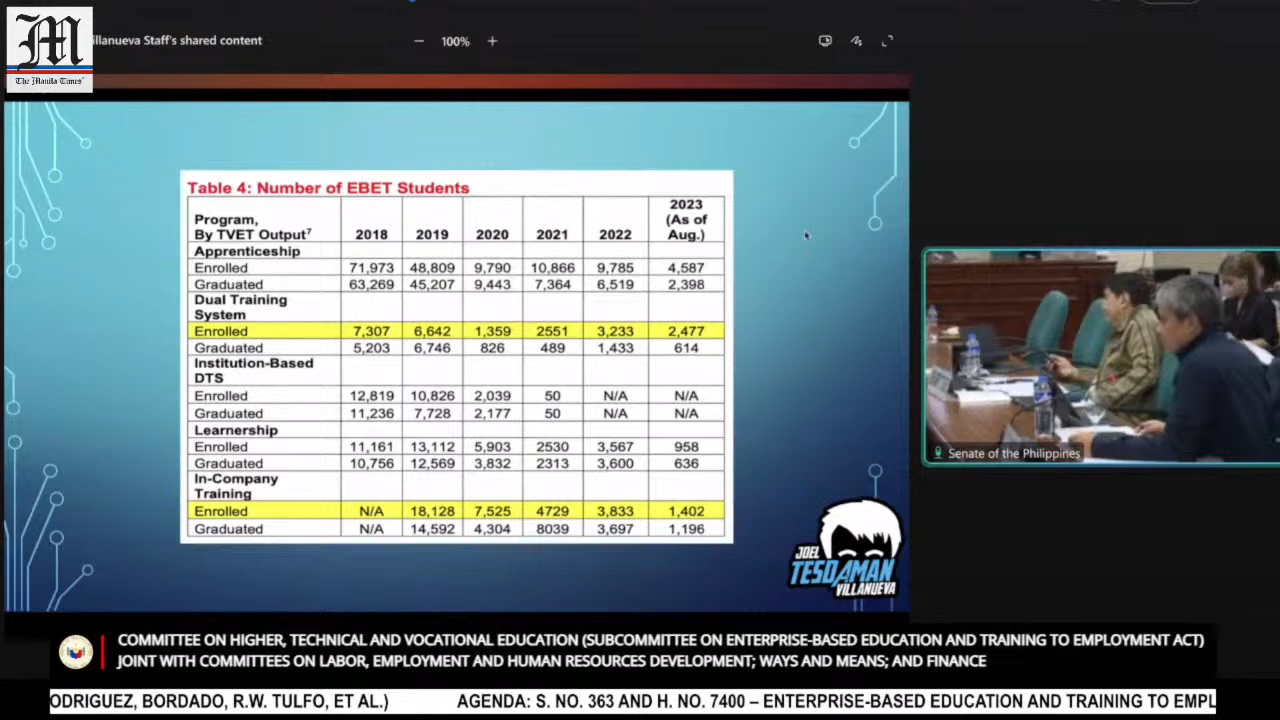 M
The Manila Times
illanueva Staff's shared content
− 100% +
Table 4: Number of EBET Students
Program, By TVET Output7 2018 2019 2020 2021 2022 2023 (As of Aug.)
Apprenticeship
Enrolled 71,973 48,809 9,790 10,866 9,785 4,587
Graduated 63,269 45,207 9,443 7,364 6,519 2,398
Dual Training System
Enrolled 7,307 6,642 1,359 2551 3,233 2,477
Graduated 5,203 6,746 826 489 1,433 614
Institution-Based DTS
Enrolled 12,819 10,826 2,039 50 N/A N/A
Graduated 11,236 7,728 2,177 50 N/A N/A
Learnership
Enrolled 11,161 13,112 5,903 2530 3,567 958
Graduated 10,756 12,569 3,832 2313 3,600 636
In-Company Training
Enrolled N/A 18,128 7,525 4729 3,833 1,402
Graduated N/A 14,592 4,304 8039 3,697 1,196
JOEL
TESDAMAN
VILLANUEVA
Senate of the Philippines
COMMITTEE ON HIGHER, TECHNICAL AND VOCATIONAL EDUCATION (SUBCOMMITTEE ON ENTERPRISE-BASED EDUCATION AND TRAINING TO EMPLOYMENT ACT)
JOINT WITH COMMITTEES ON LABOR, EMPLOYMENT AND HUMAN RESOURCES DEVELOPMENT; WAYS AND MEANS; AND FINANCE
ODRIGUEZ, BORDADO, R.W. TULFO, ET AL.) AGENDA: S. NO. 363 AND H. NO. 7400 – ENTERPRISE-BASED EDUCATION AND TRAINING TO EMPL